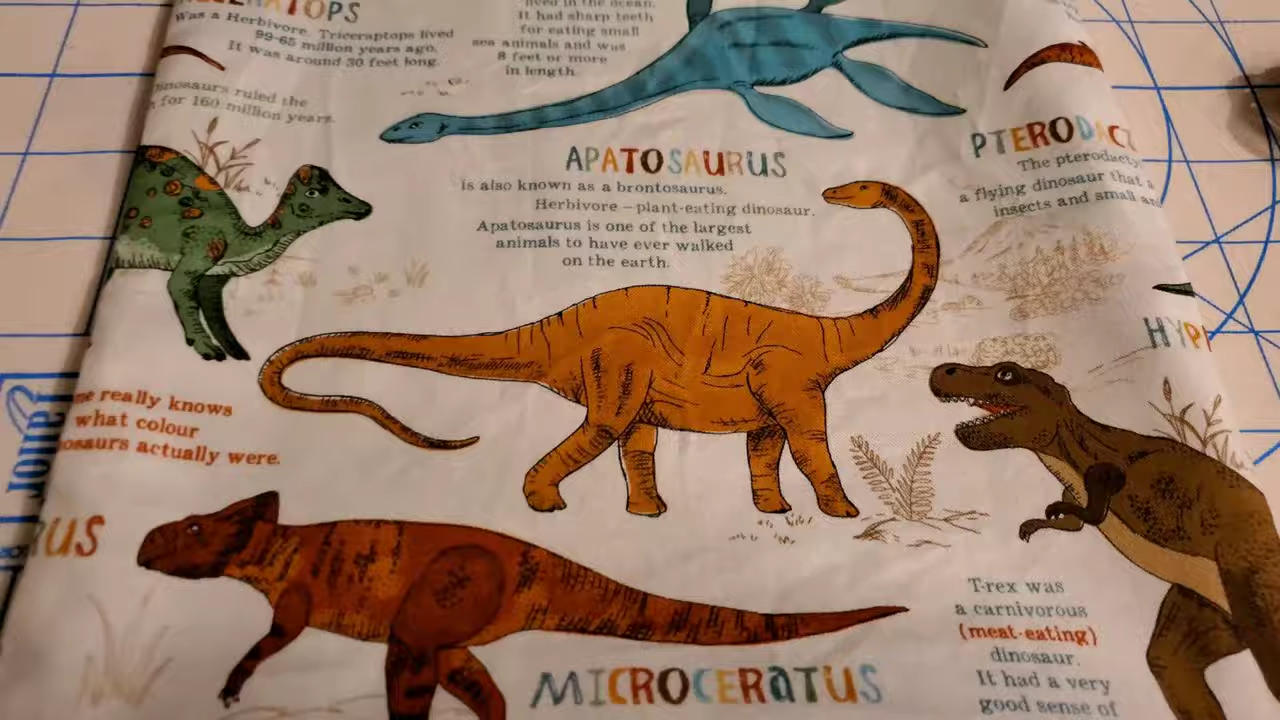 TOPS
Was a Herbivore. Triceraptops lived
99-65 million years ago.
It was around 30 feet long.
lived in the ocean.
It had sharp teeth
for eating small
sea animals and was
8 feet or more
in length.
ruled the
for 160 million years.
APATOSAURUS
is also known as a brontosaurus.
Herbivore – plant-eating dinosaur.
Apatosaurus is one of the largest
animals to have ever walked
on the earth.
PTERODAC
The
a flying dinosaur that
insects and small
HYP
really knows
what colour
actually were.
US
MICROCERATUS
T-rex was
a carnivorous
(meat-eating)
dinosaur.
It had a very
good sense of